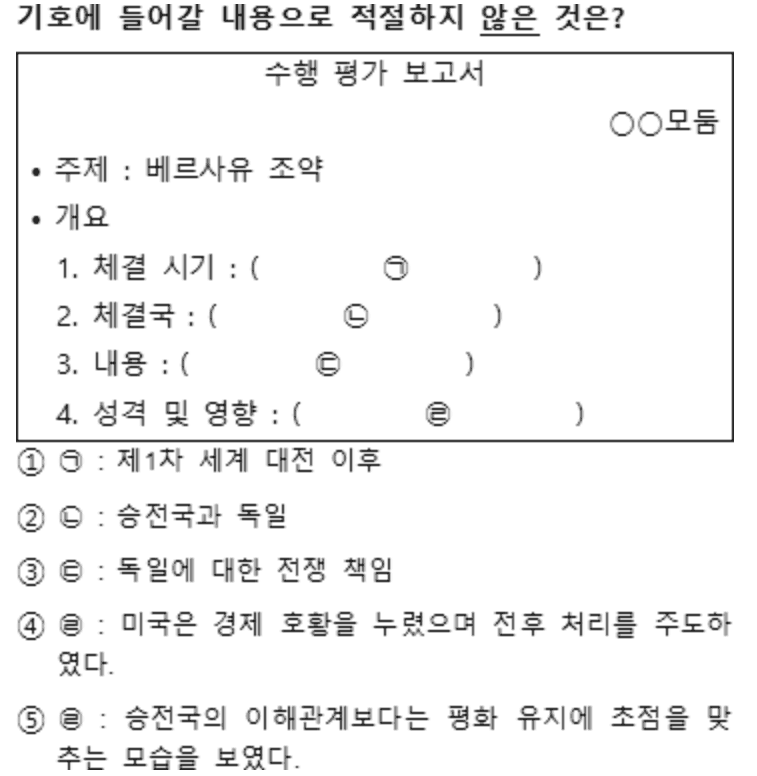 기호에 들어갈 내용으로 적절하지 않은 것은?
수행 평가 보고서
○○모둠
• 주제 : 베르사유 조약
• 개요
1. 체결 시기 : ( ㉠ )
2. 체결국 : ( ㉡ )
3. 내용 : ( ㉢ )
4. 성격 및 영향 : ( ㉣ )
① ㉠ : 제1차 세계 대전 이후
② ㉡ : 승전국과 독일
③ ㉢ : 독일에 대한 전쟁 책임
④ ㉣ : 미국은 경제 호황을 누렸으며 전후 처리를 주도하
였다.
⑤ ㉣ : 승전국의 이해관계보다는 평화 유지에 초점을 맞
추는 모습을 보였다.